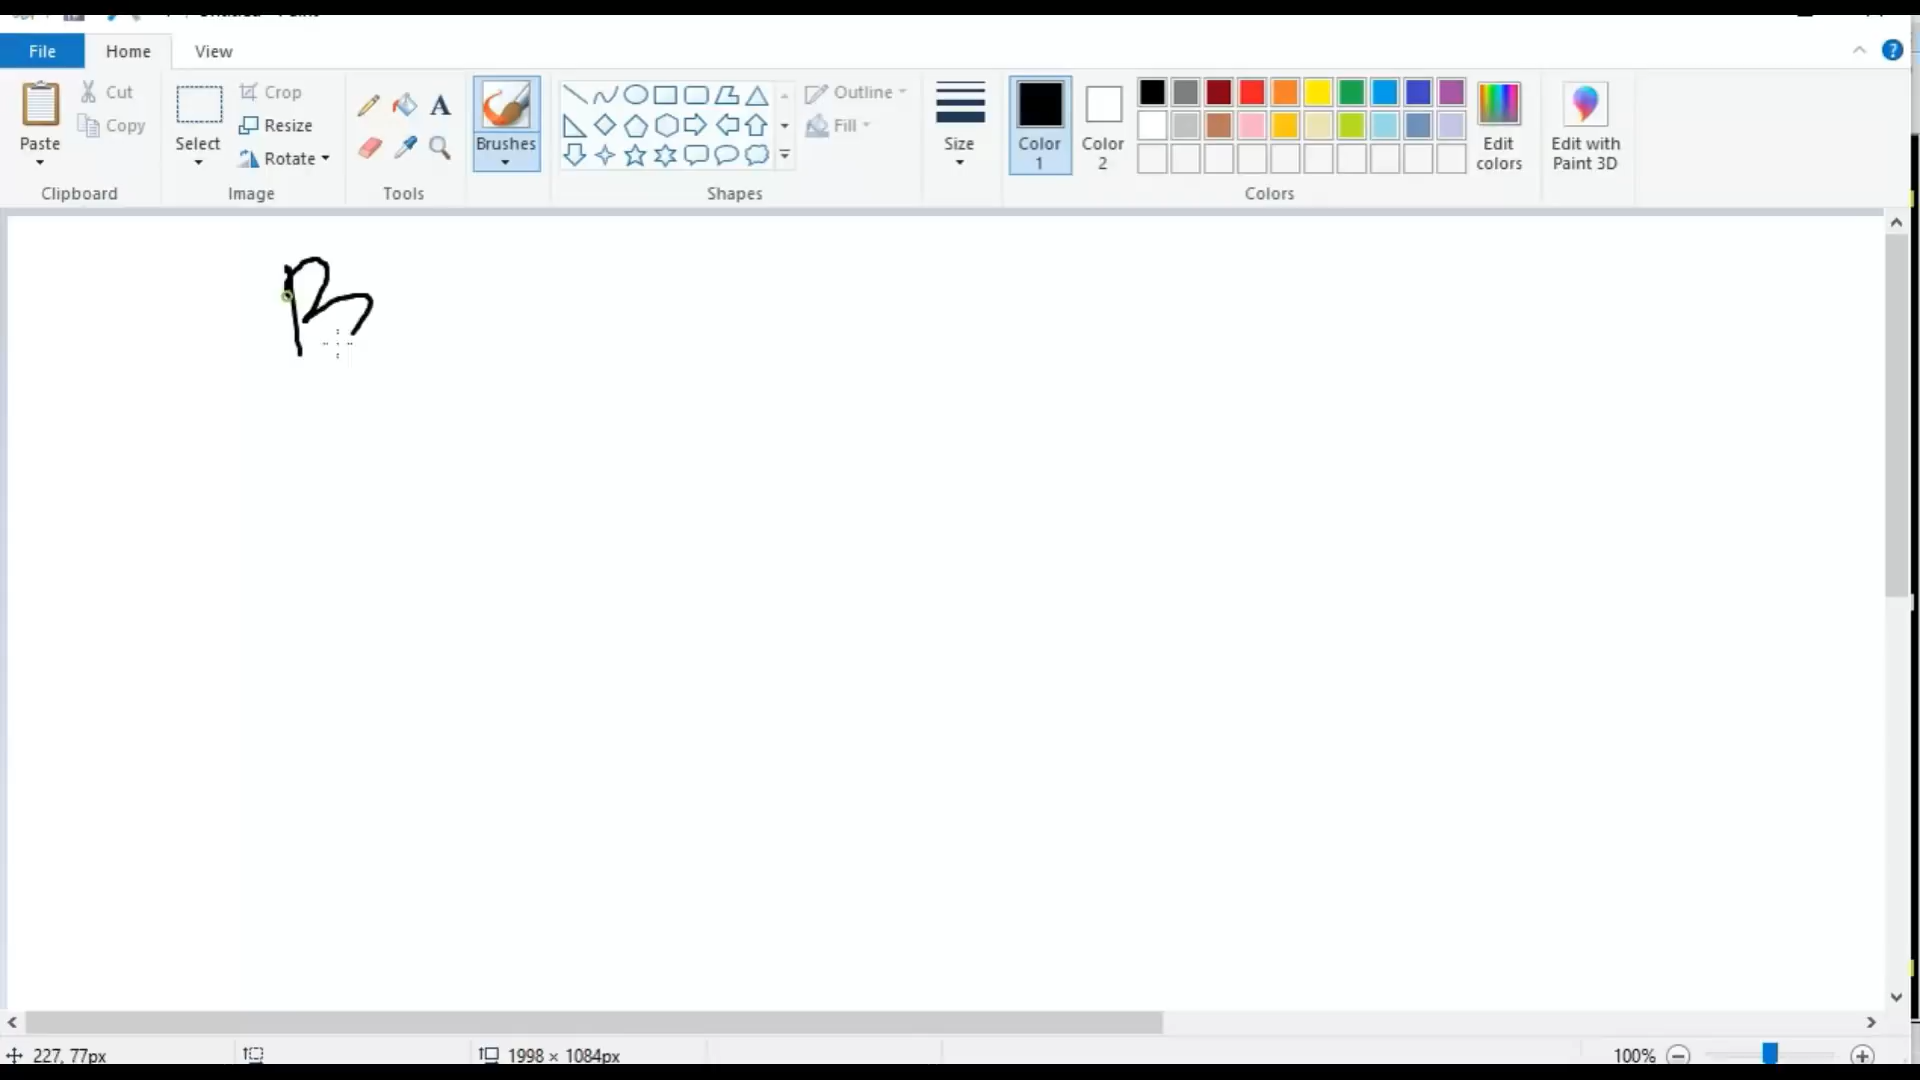 File Home View
Paste Cut Copy Clipboard
Select Crop Resize Rotate Image
A Tools
Brushes
Shapes
Outline Fill
Size
Color 1 Color 2
Edit colors Colors
Edit with Paint 3D
?
B
227, 77px 1998 × 1084px 100%